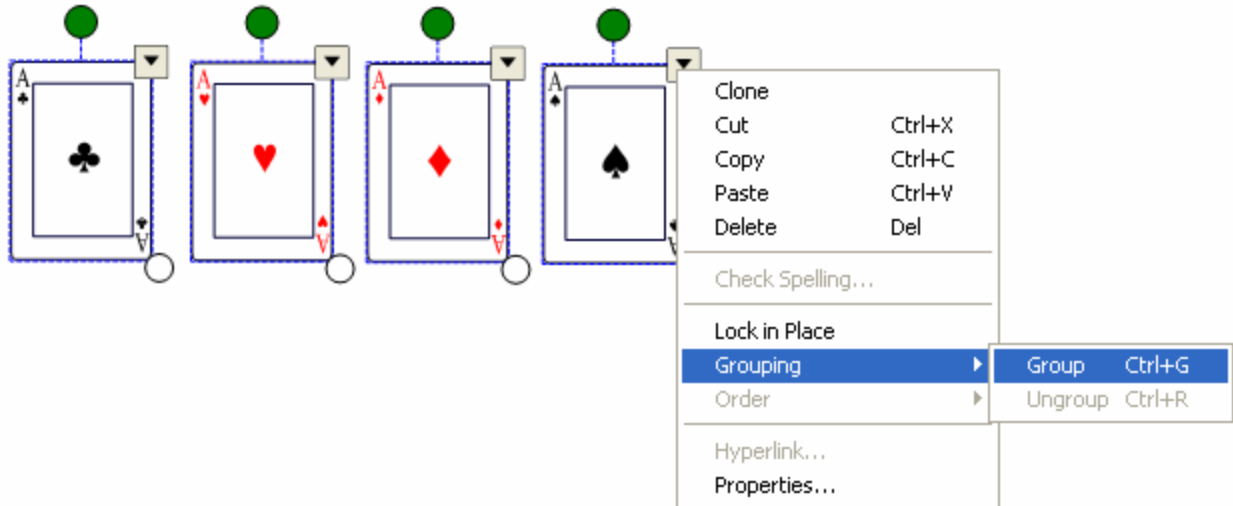 A A A A
Clone
Cut Ctrl+X
Copy Ctrl+C
Paste Ctrl+V
Delete Del
A A A A
Check Spelling...
Lock in Place
Grouping Group Ctrl+G
Order Ungroup Ctrl+R
Hyperlink...
Properties...